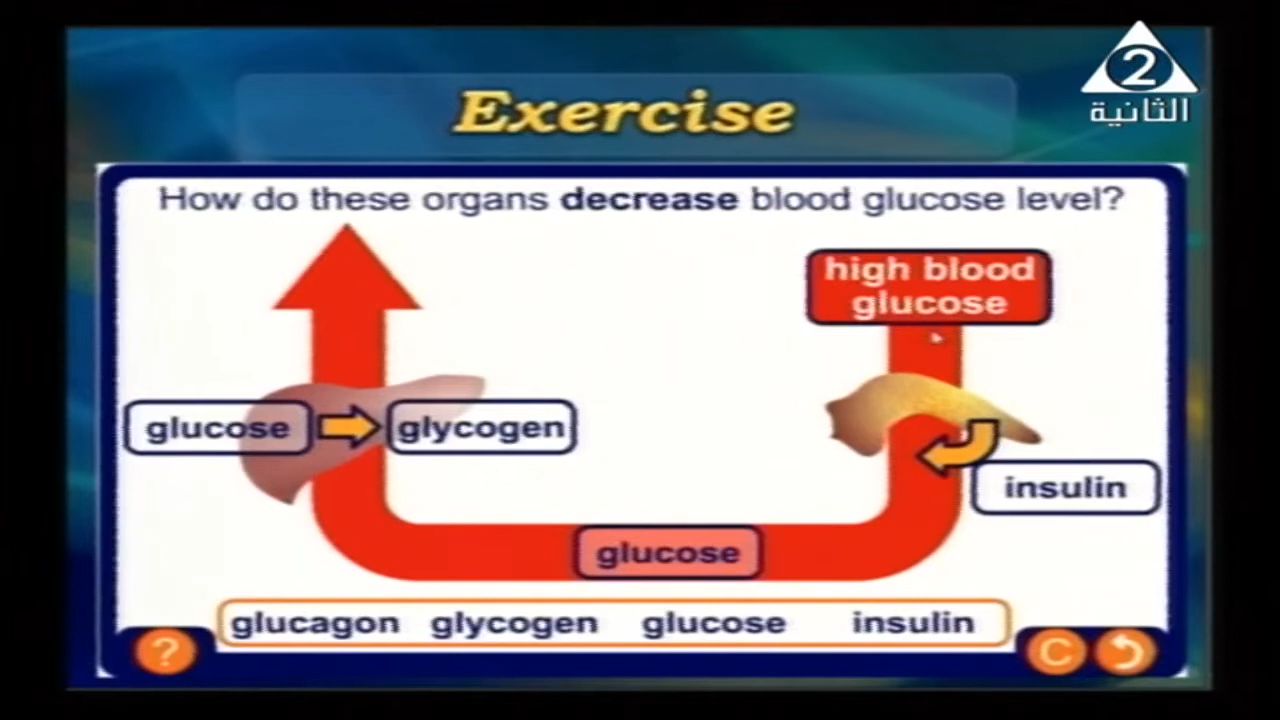 2
الثانية
Exercise
How do these organs decrease blood glucose level?
high blood
glucose
glucose
glycogen
insulin
glucose
glucagon glycogen glucose insulin
?
C